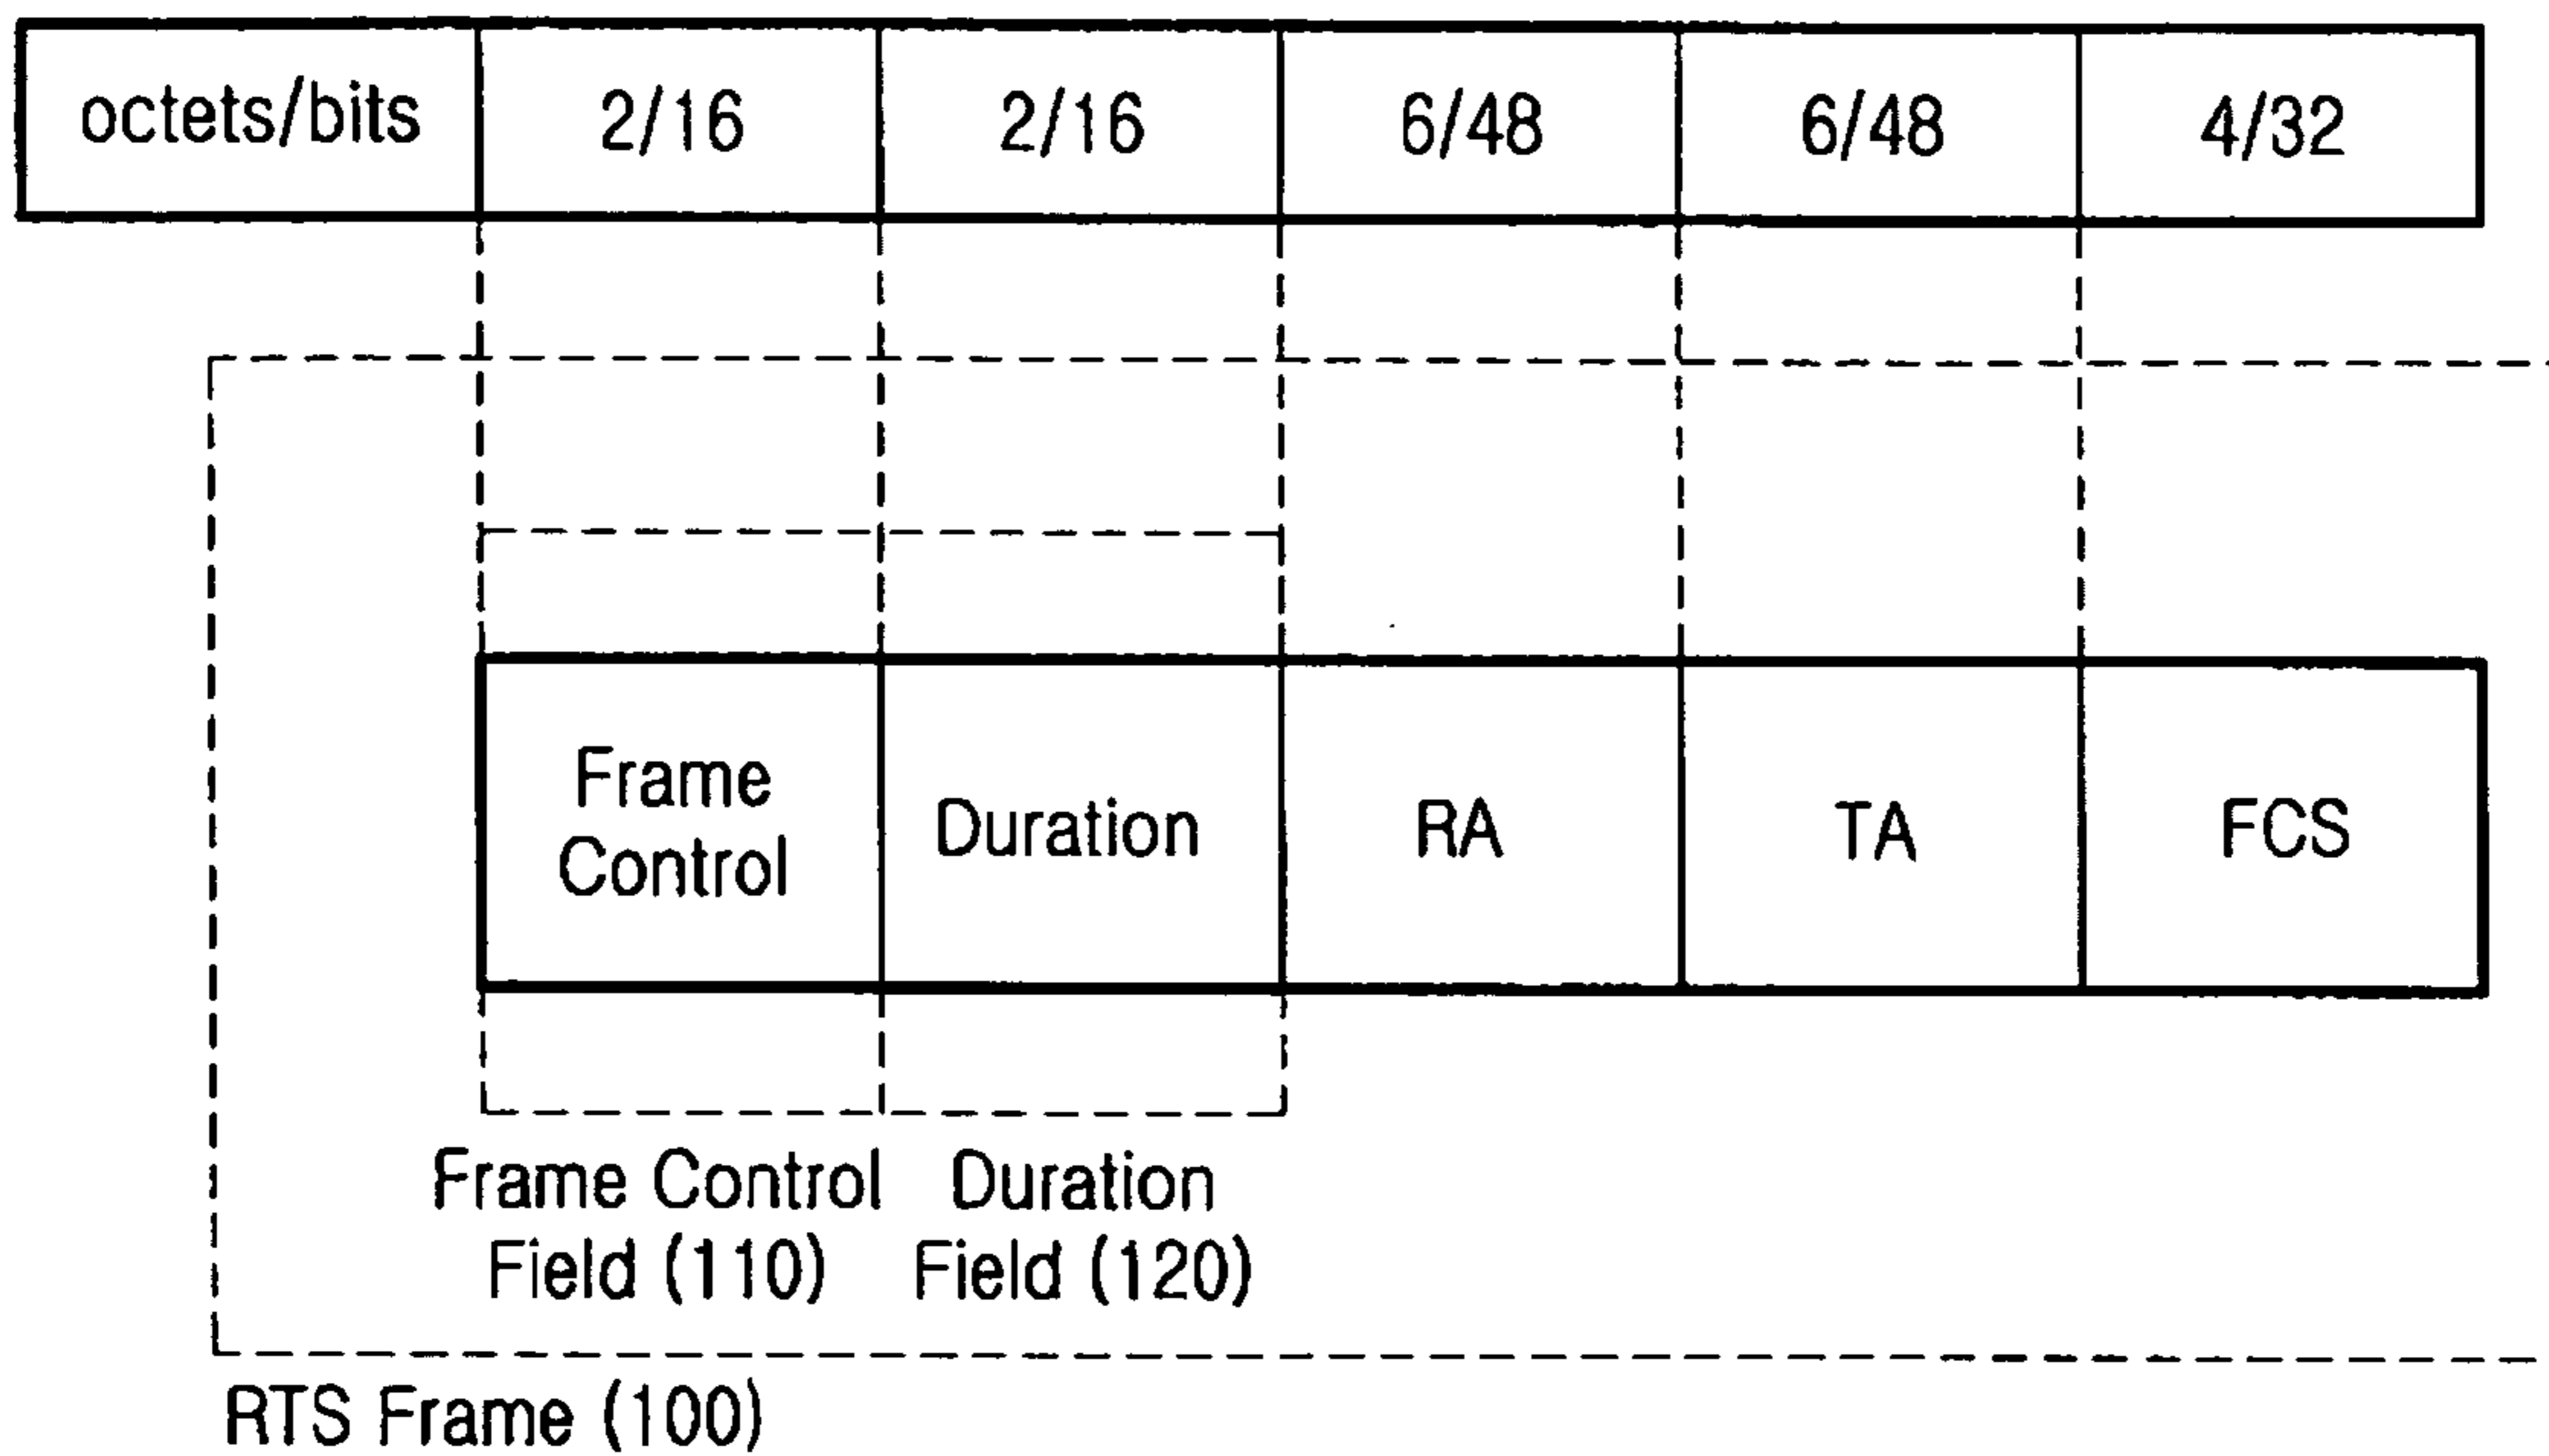 octets/bits 2/16 2/16 6/48 6/48 4/32
Frame
Control Duration RA TA FCS
Frame Control Duration
Field (110) Field (120)
RTS Frame (100)